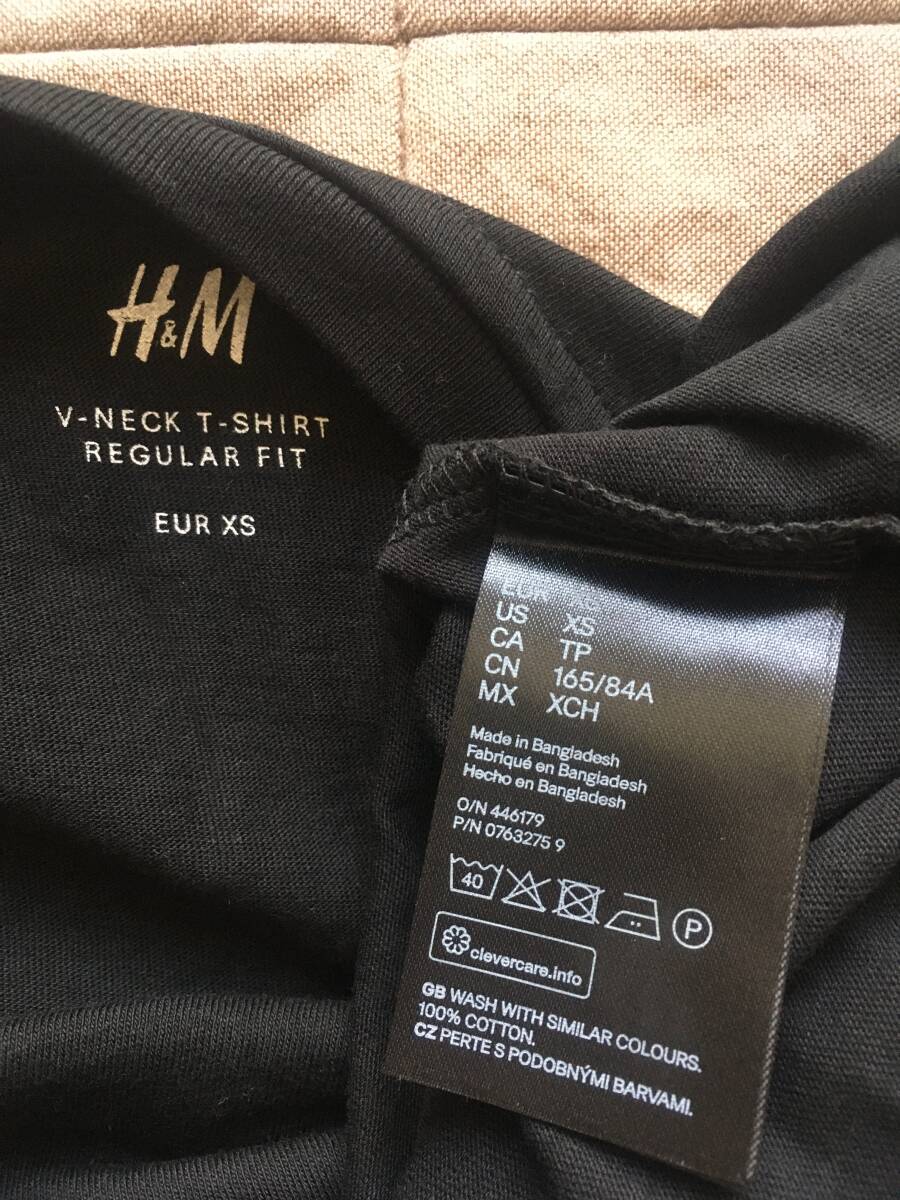 H&M
V-NECK T-SHIRT
REGULAR FIT
EUR XS
EUR
US XS
CA TP
CN 165/84A
MX XCH
Made in Bangladesh
Fabriqué en Bangladesh
Hecho en Bangladesh
O/N 446179
P/N 0763275 9
40
P
clevercare.info
GB WASH WITH SIMILAR COLOURS.
100% COTTON.
CZ PERTE S PODOBNÝMI BARVAMI.